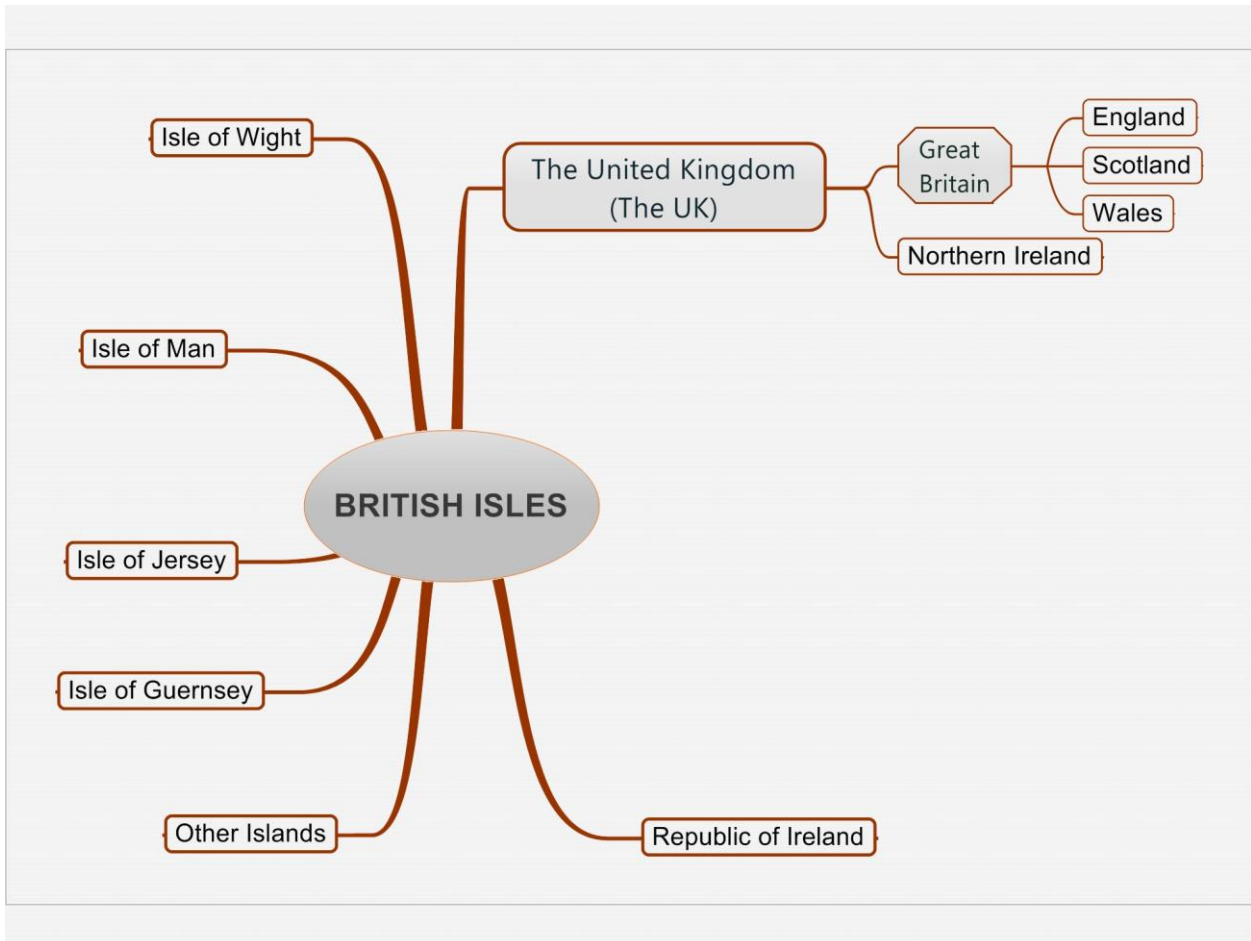 Isle of Wight
The United Kingdom
(The UK)
Great
Britain
England
Scotland
Wales
Northern Ireland
Isle of Man
BRITISH ISLES
Isle of Jersey
Isle of Guernsey
Other Islands
Republic of Ireland